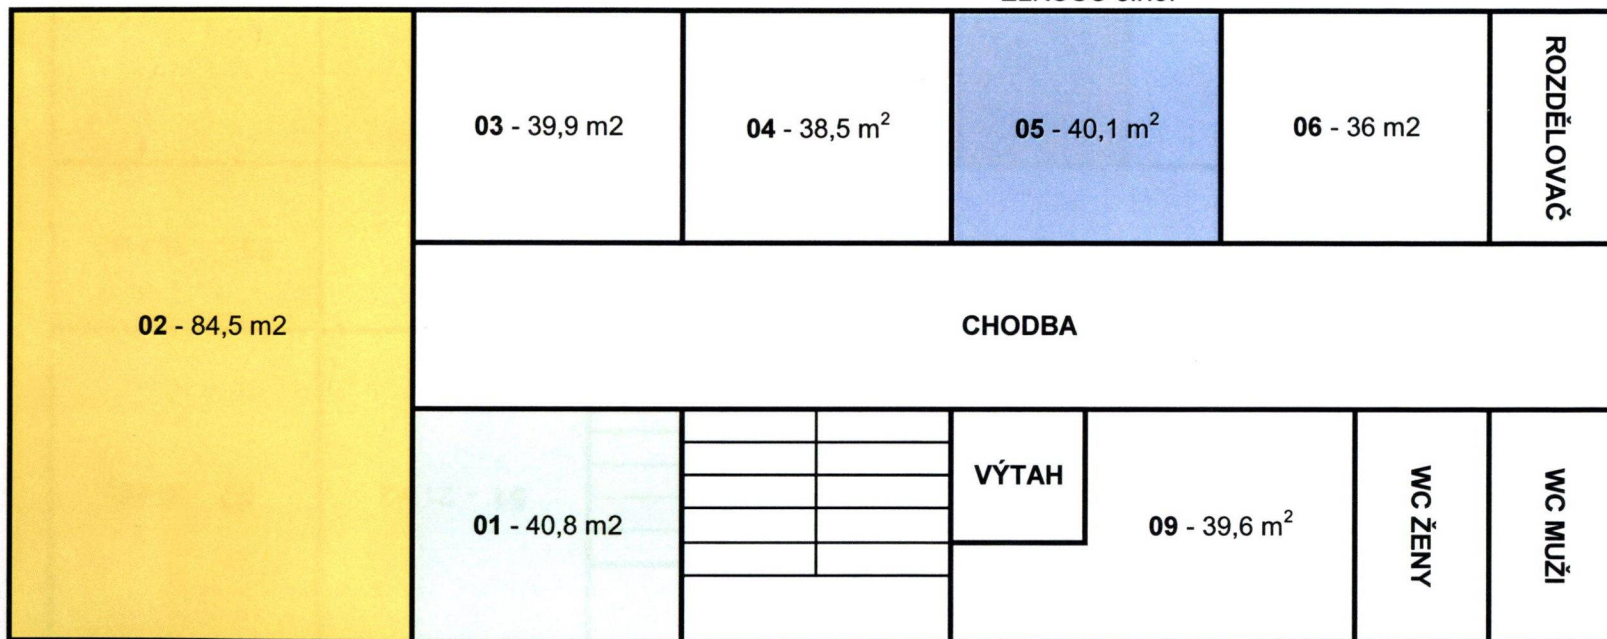 03 - 39,9 m2
04 - 38,5 m²
05 - 40,1 m²
06 - 36 m2
ROZDĚLOVAČ
02 - 84,5 m2
CHODBA
01 - 40,8 m2
VÝTAH
09 - 39,6 m²
WC ŽENY
WC MUŽI